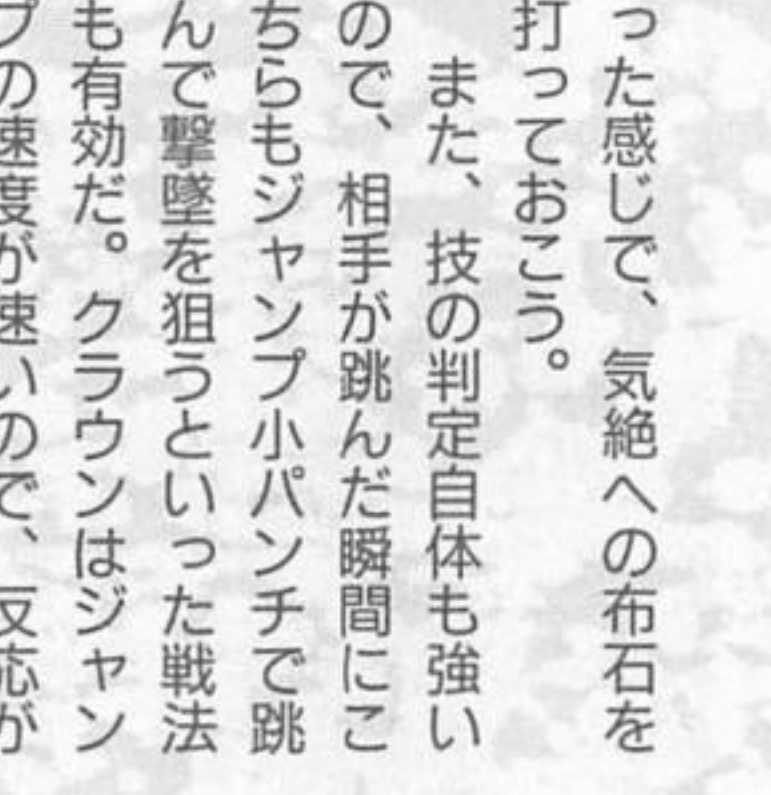 った感じで、気絶への布石を
打っておこう。
また、技の判定自体も強い
ので、相手が跳んだ瞬間にこ
ちらもジャンプ小パンチで跳
んで撃墜を狙うといった戦法
も有効だ。クラウンはジャン
プの速度が速いので、反応が